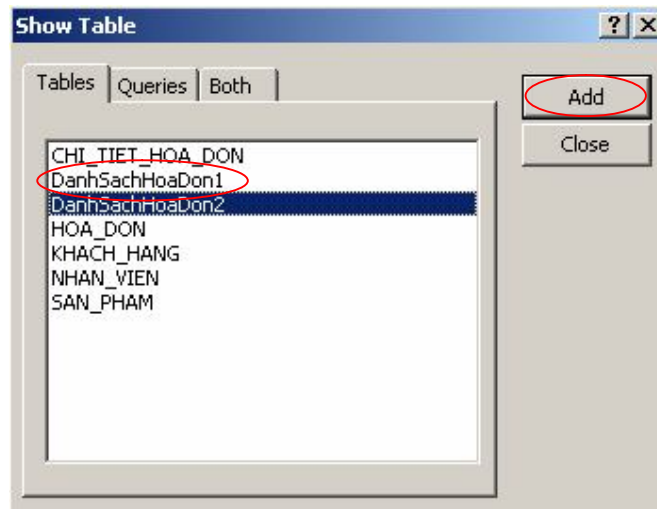 Show Table
? X
Tables Queries Both
Add
Close
CHI_TIET_HOA_DON
DanhSachHoaDon1
DanhSachHoaDon2
HOA_DON
KHACH_HANG
NHAN_VIEN
SAN_PHAM